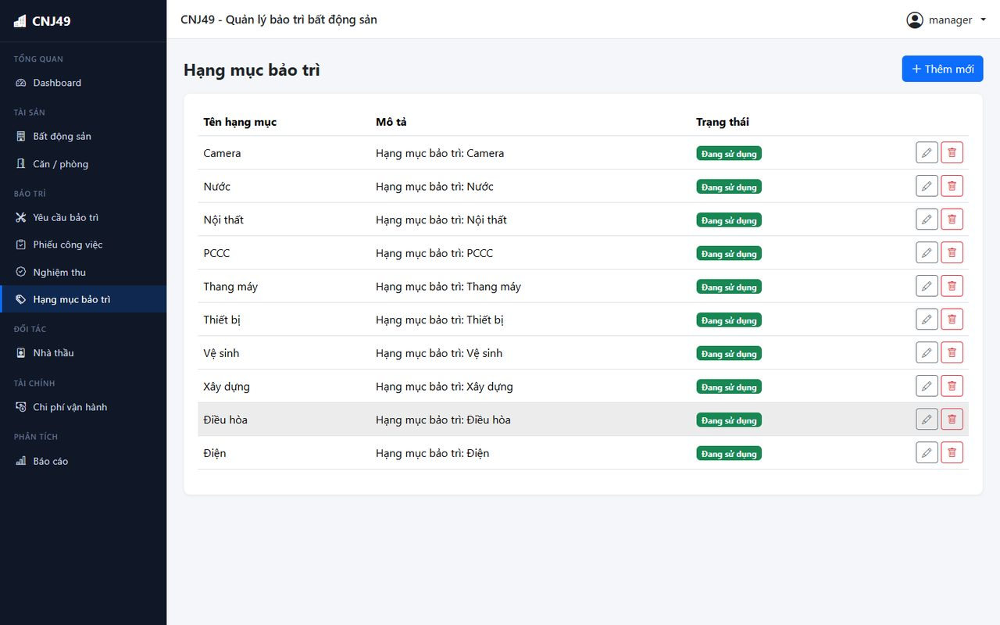 CNJ49
TỔNG QUAN
Dashboard
TÀI SẢN
Bất động sản
Căn / phòng
BẢO TRÌ
Yêu cầu bảo trì
Phiếu công việc
Nghiệm thu
Hạng mục bảo trì
ĐỐI TÁC
Nhà thầu
TÀI CHÍNH
Chi phí vận hành
PHÂN TÍCH
Báo cáo
CNJ49 - Quản lý bảo trì bất động sản
manager
Hạng mục bảo trì
+ Thêm mới
Tên hạng mục Mô tả Trạng thái
Camera Hạng mục bảo trì: Camera Đang sử dụng
Nước Hạng mục bảo trì: Nước Đang sử dụng
Nội thất Hạng mục bảo trì: Nội thất Đang sử dụng
PCCC Hạng mục bảo trì: PCCC Đang sử dụng
Thang máy Hạng mục bảo trì: Thang máy Đang sử dụng
Thiết bị Hạng mục bảo trì: Thiết bị Đang sử dụng
Vệ sinh Hạng mục bảo trì: Vệ sinh Đang sử dụng
Xây dựng Hạng mục bảo trì: Xây dựng Đang sử dụng
Điều hòa Hạng mục bảo trì: Điều hòa Đang sử dụng
Điện Hạng mục bảo trì: Điện Đang sử dụng